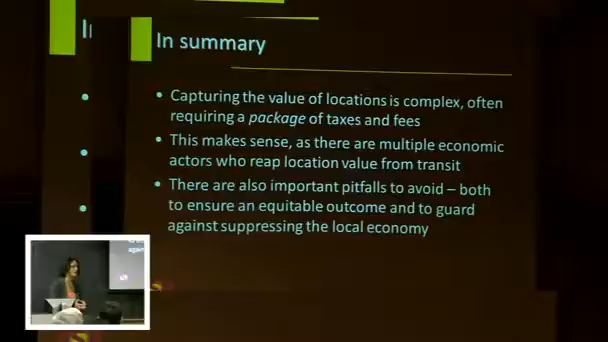 In summary
• Capturing the value of locations is complex, often
requiring a package of taxes and fees
• This makes sense, as there are multiple economic
actors who reap location value from transit
• There are also important pitfalls to avoid – both
to ensure an equitable outcome and to guard
against suppressing the local economy